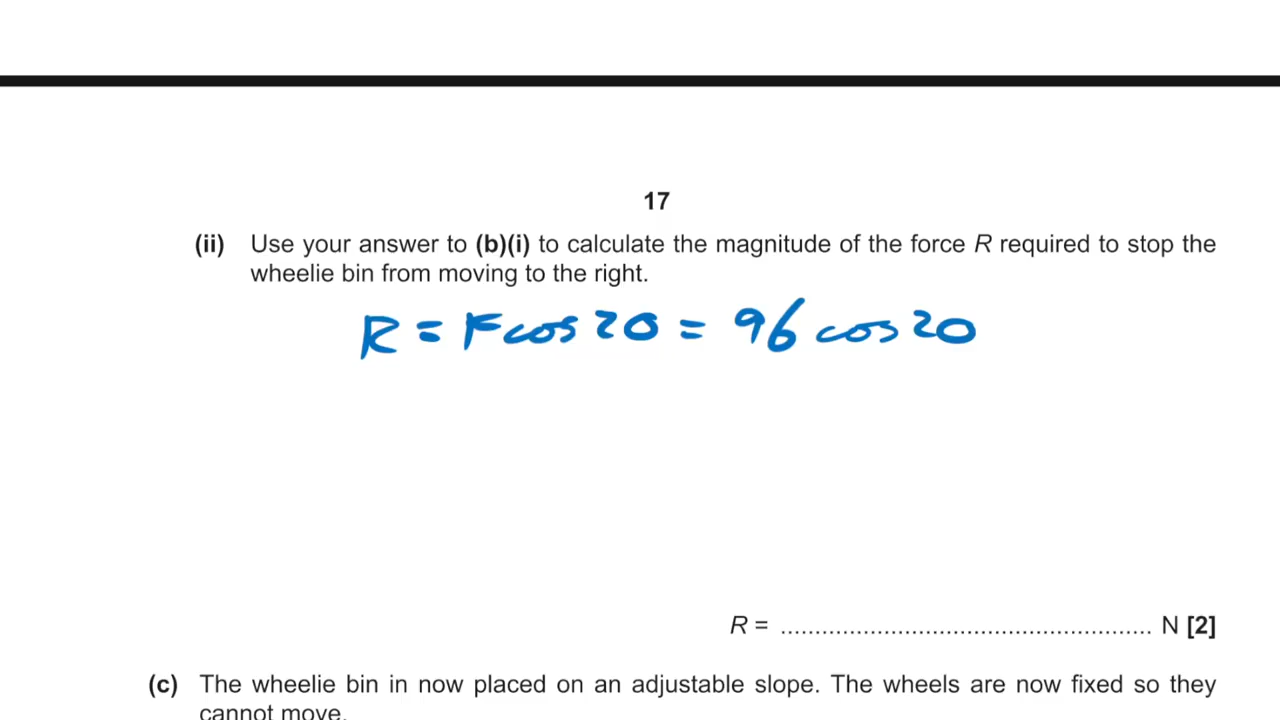 17
(ii) Use your answer to (b)(i) to calculate the magnitude of the force R required to stop the
wheelie bin from moving to the right.
R = F cos 20 = 96 cos 20
R = ...................................................... N [2]
(c) The wheelie bin in now placed on an adjustable slope. The wheels are now fixed so they
cannot move.